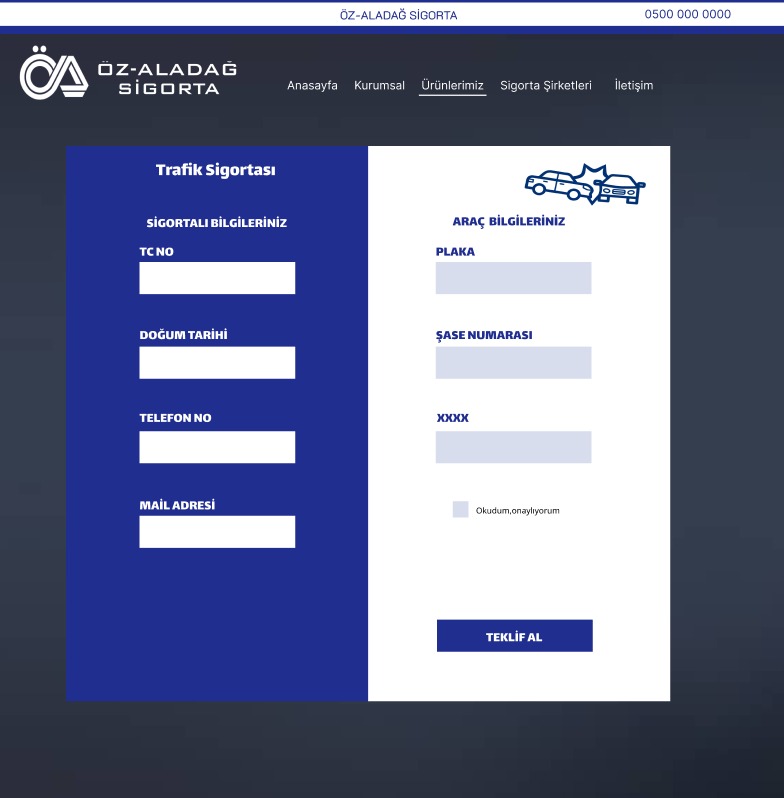 ÖZ-ALADAĞ SİGORTA
0500 000 0000
ÖA
ÖZ-ALADAĞ
SİGORTA
Anasayfa
Kurumsal
Ürünlerimiz
Sigorta Şirketleri
İletişim
Trafik Sigortası
SİGORTALI BİLGİLERİNİZ
TC NO
DOĞUM TARİHİ
TELEFON NO
MAİL ADRESİ
ARAÇ BİLGİLERİNİZ
PLAKA
ŞASE NUMARASI
XXXX
Okudum,onaylıyorum
TEKLİF AL